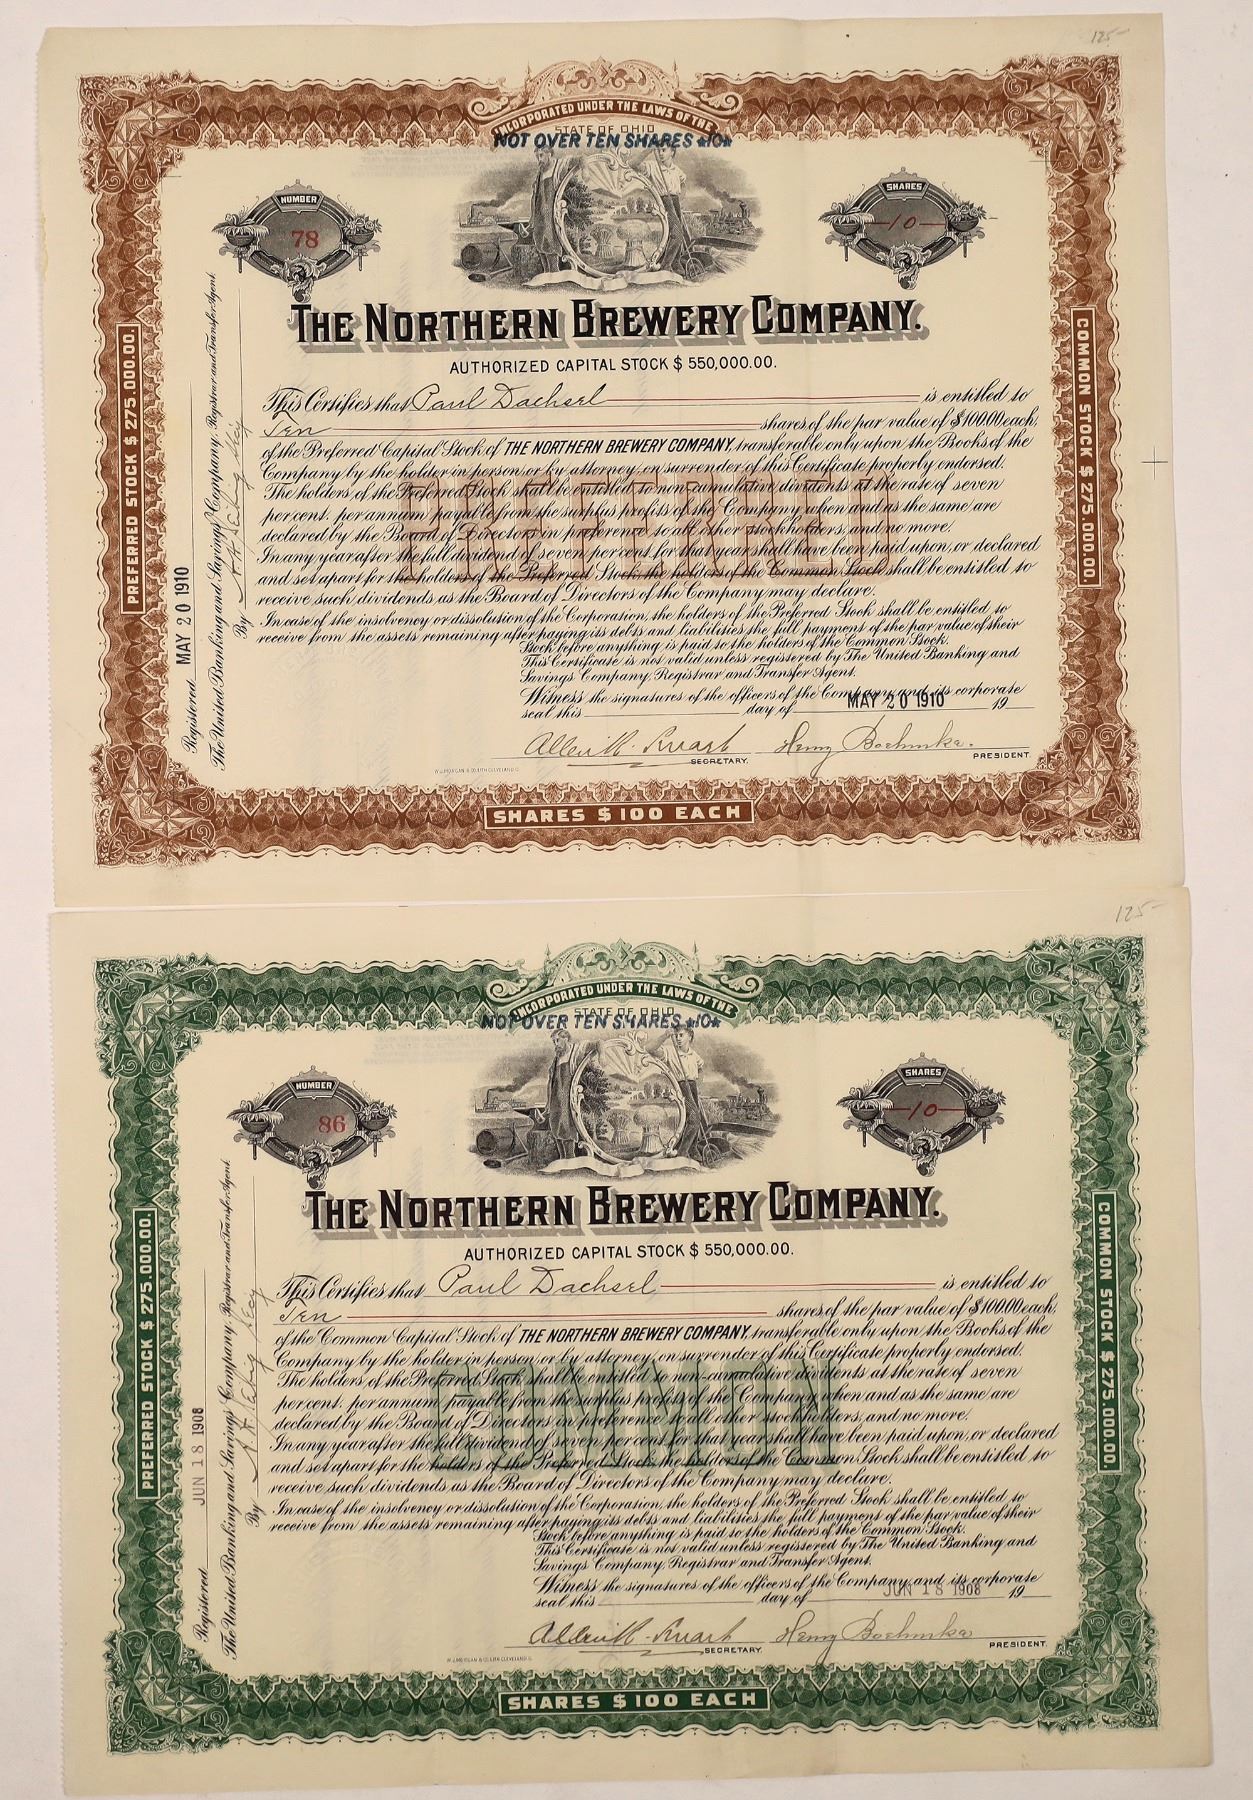 125-
INCORPORATED UNDER THE LAWS OF THE
STATE OF OHIO
NOT OVER TEN SHARES *10*
NUMBER
78
SHARES
10
THE NORTHERN BREWERY COMPANY.
AUTHORIZED CAPITAL STOCK $ 550,000.00.
This Certifies that Paul Dachsel is entitled to
Ten shares of the par value of $100.00 each,
of the Preferred Capital Stock of THE NORTHERN BREWERY COMPANY, transferable only upon the Books of the
Company by the holder in person or by attorney, on surrender of this Certificate properly endorsed.
The holders of the Preferred Stock shall be entitled to non-cumulative dividends at the rate of seven
per cent. per annum payable from the surplus profits of the Company when and as the same are
declared by the Board of Directors in preference to all other stockholders, and no more.
In any year after the full dividend of seven per cent for that year shall have been paid upon, or declared
and set apart for the holders of the Preferred Stock, the holders of the Common Stock shall be entitled to
receive such dividends as the Board of Directors of the Company may declare.
In case of the insolvency or dissolution of the Corporation, the holders of the Preferred Stock shall be entitled to
receive from the assets remaining after paying its debts and liabilities the full payment of the par value of their
Stock before anything is paid to the holders of the Common Stock.
This Certificate is not valid unless registered by The United Banking and
Savings Company, Registrar and Transfer Agent.
Witness the signatures of the officers of the Company and its corporate
seal this day of MAY 20 1910 19
Henry
SECRETARY.
PRESIDENT.
PREFERRED
PREFERRED STOCK $ 275.000.00.
COMMON STOCK $ 275.000.00.
Registered MAY 20 1910
The United Banking and Savings Company, Registrar and Transfer Agent
By
SHARES $100 EACH
125-
INCORPORATED UNDER THE LAWS OF THE
STATE OF OHIO
NOT OVER TEN SHARES *10*
NUMBER
86
SHARES
10
THE NORTHERN BREWERY COMPANY.
AUTHORIZED CAPITAL STOCK $ 550,000.00.
This Certifies that Paul Dachsel is entitled to
Ten shares of the par value of $100.00 each,
of the Common Capital Stock of THE NORTHERN BREWERY COMPANY, transferable only upon the Books of the
Company by the holder in person or by attorney, on surrender of this Certificate properly endorsed.
The holders of the Preferred Stock shall be entitled to non-cumulative dividends at the rate of seven
per cent. per annum payable from the surplus profits of the Company when and as the same are
declared by the Board of Directors in preference to all other stockholders, and no more.
In any year after the full dividend of seven per cent for that year shall have been paid upon, or declared
and set apart for the holders of the Preferred Stock, the holders of the Common Stock shall be entitled to
receive such dividends as the Board of Directors of the Company may declare.
In case of the insolvency or dissolution of the Corporation, the holders of the Preferred Stock shall be entitled to
receive from the assets remaining after paying its debts and liabilities the full payment of the par value of their
Stock before anything is paid to the holders of the Common Stock.
This Certificate is not valid unless registered by The United Banking and
Savings Company, Registrar and Transfer Agent.
Witness the signatures of the officers of the Company and its corporate
seal this day of JUN 18 1908 19
Henry
SECRETARY.
PRESIDENT.
COMMON
PREFERRED STOCK $ 275.000.00.
COMMON STOCK $ 275.000.00.
Registered JUN 18 1908
The United Banking and Savings Company, Registrar and Transfer Agent
By
SHARES $100 EACH